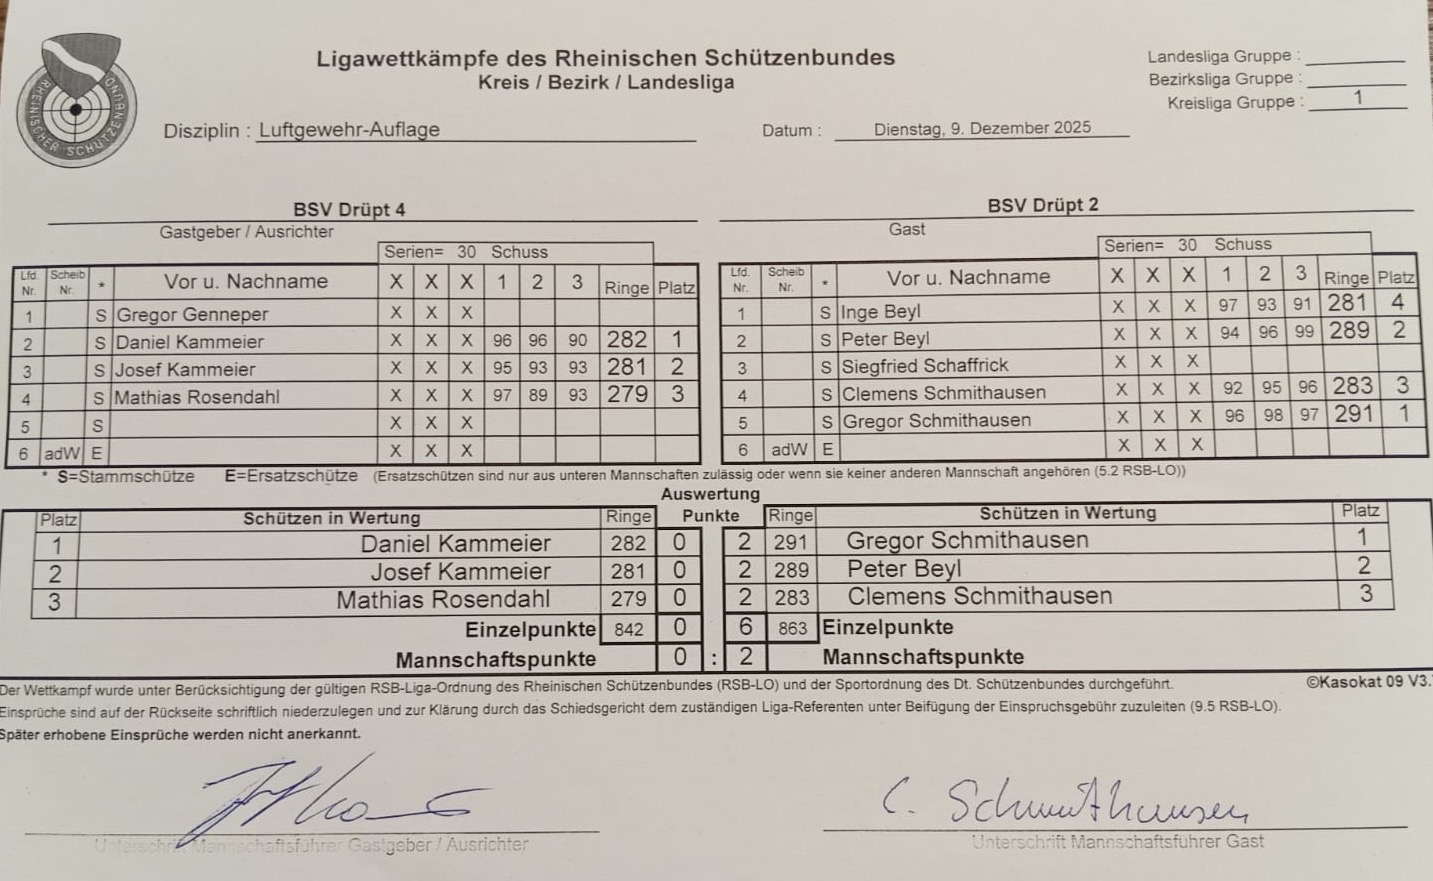 RHEINISCHER SCHÜTZENBUND
Ligawettkämpfe des Rheinischen Schützenbundes
Kreis / Bezirk / Landesliga
Landesliga Gruppe :
Bezirksliga Gruppe :
Kreisliga Gruppe : 1
Disziplin : Luftgewehr-Auflage
Datum : Dienstag, 9. Dezember 2025
BSV Drüpt 4
Gastgeber / Ausrichter
Serien= 30 Schuss
Lfd. Nr. Scheib Nr. * Vor u. Nachname X X X 1 2 3 Ringe Platz
1 S Gregor Genneper X X X
2 S Daniel Kammeier X X X 96 96 90 282 1
3 S Josef Kammeier X X X 95 93 93 281 2
4 S Mathias Rosendahl X X X 97 89 93 279 3
5 S X X X
6 adW E X X X
BSV Drüpt 2
Gast
Serien= 30 Schuss
Lfd. Nr. Scheib Nr. * Vor u. Nachname X X X 1 2 3 Ringe Platz
1 S Inge Beyl X X X 97 93 91 281 4
2 S Peter Beyl X X X 94 96 99 289 2
3 S Siegfried Schaffrick X X X
4 S Clemens Schmithausen X X X 92 95 96 283 3
5 S Gregor Schmithausen X X X 96 98 97 291 1
6 adW E X X X
* S=Stammschütze E=Ersatzschütze (Ersatzschützen sind nur aus unteren Mannschaften zulässig oder wenn sie keiner anderen Mannschaft angehören (5.2 RSB-LO))
Auswertung
Platz Schützen in Wertung Ringe Punkte Ringe Schützen in Wertung Platz
1 Daniel Kammeier 282 0 2 291 Gregor Schmithausen 1
2 Josef Kammeier 281 0 2 289 Peter Beyl 2
3 Mathias Rosendahl 279 0 2 283 Clemens Schmithausen 3
Einzelpunkte 842 0 6 863 Einzelpunkte
Mannschaftspunkte 0 : 2 Mannschaftspunkte
Der Wettkampf wurde unter Berücksichtigung der gültigen RSB-Liga-Ordnung des Rheinischen Schützenbundes (RSB-LO) und der Sportordnung des Dt. Schützenbundes durchgeführt.
©Kasokat 09 V3.
Einsprüche sind auf der Rückseite schriftlich niederzulegen und zur Klärung durch das Schiedsgericht dem zuständigen Liga-Referenten unter Beifügung der Einspruchsgebühr zuzuleiten (9.5 RSB-LO).
Später erhobene Einsprüche werden nicht anerkannt.
C. Schmithausen
Unterschrift Mannschaftsführer Gastgeber / Ausrichter
Unterschrift Mannschaftsführer Gast